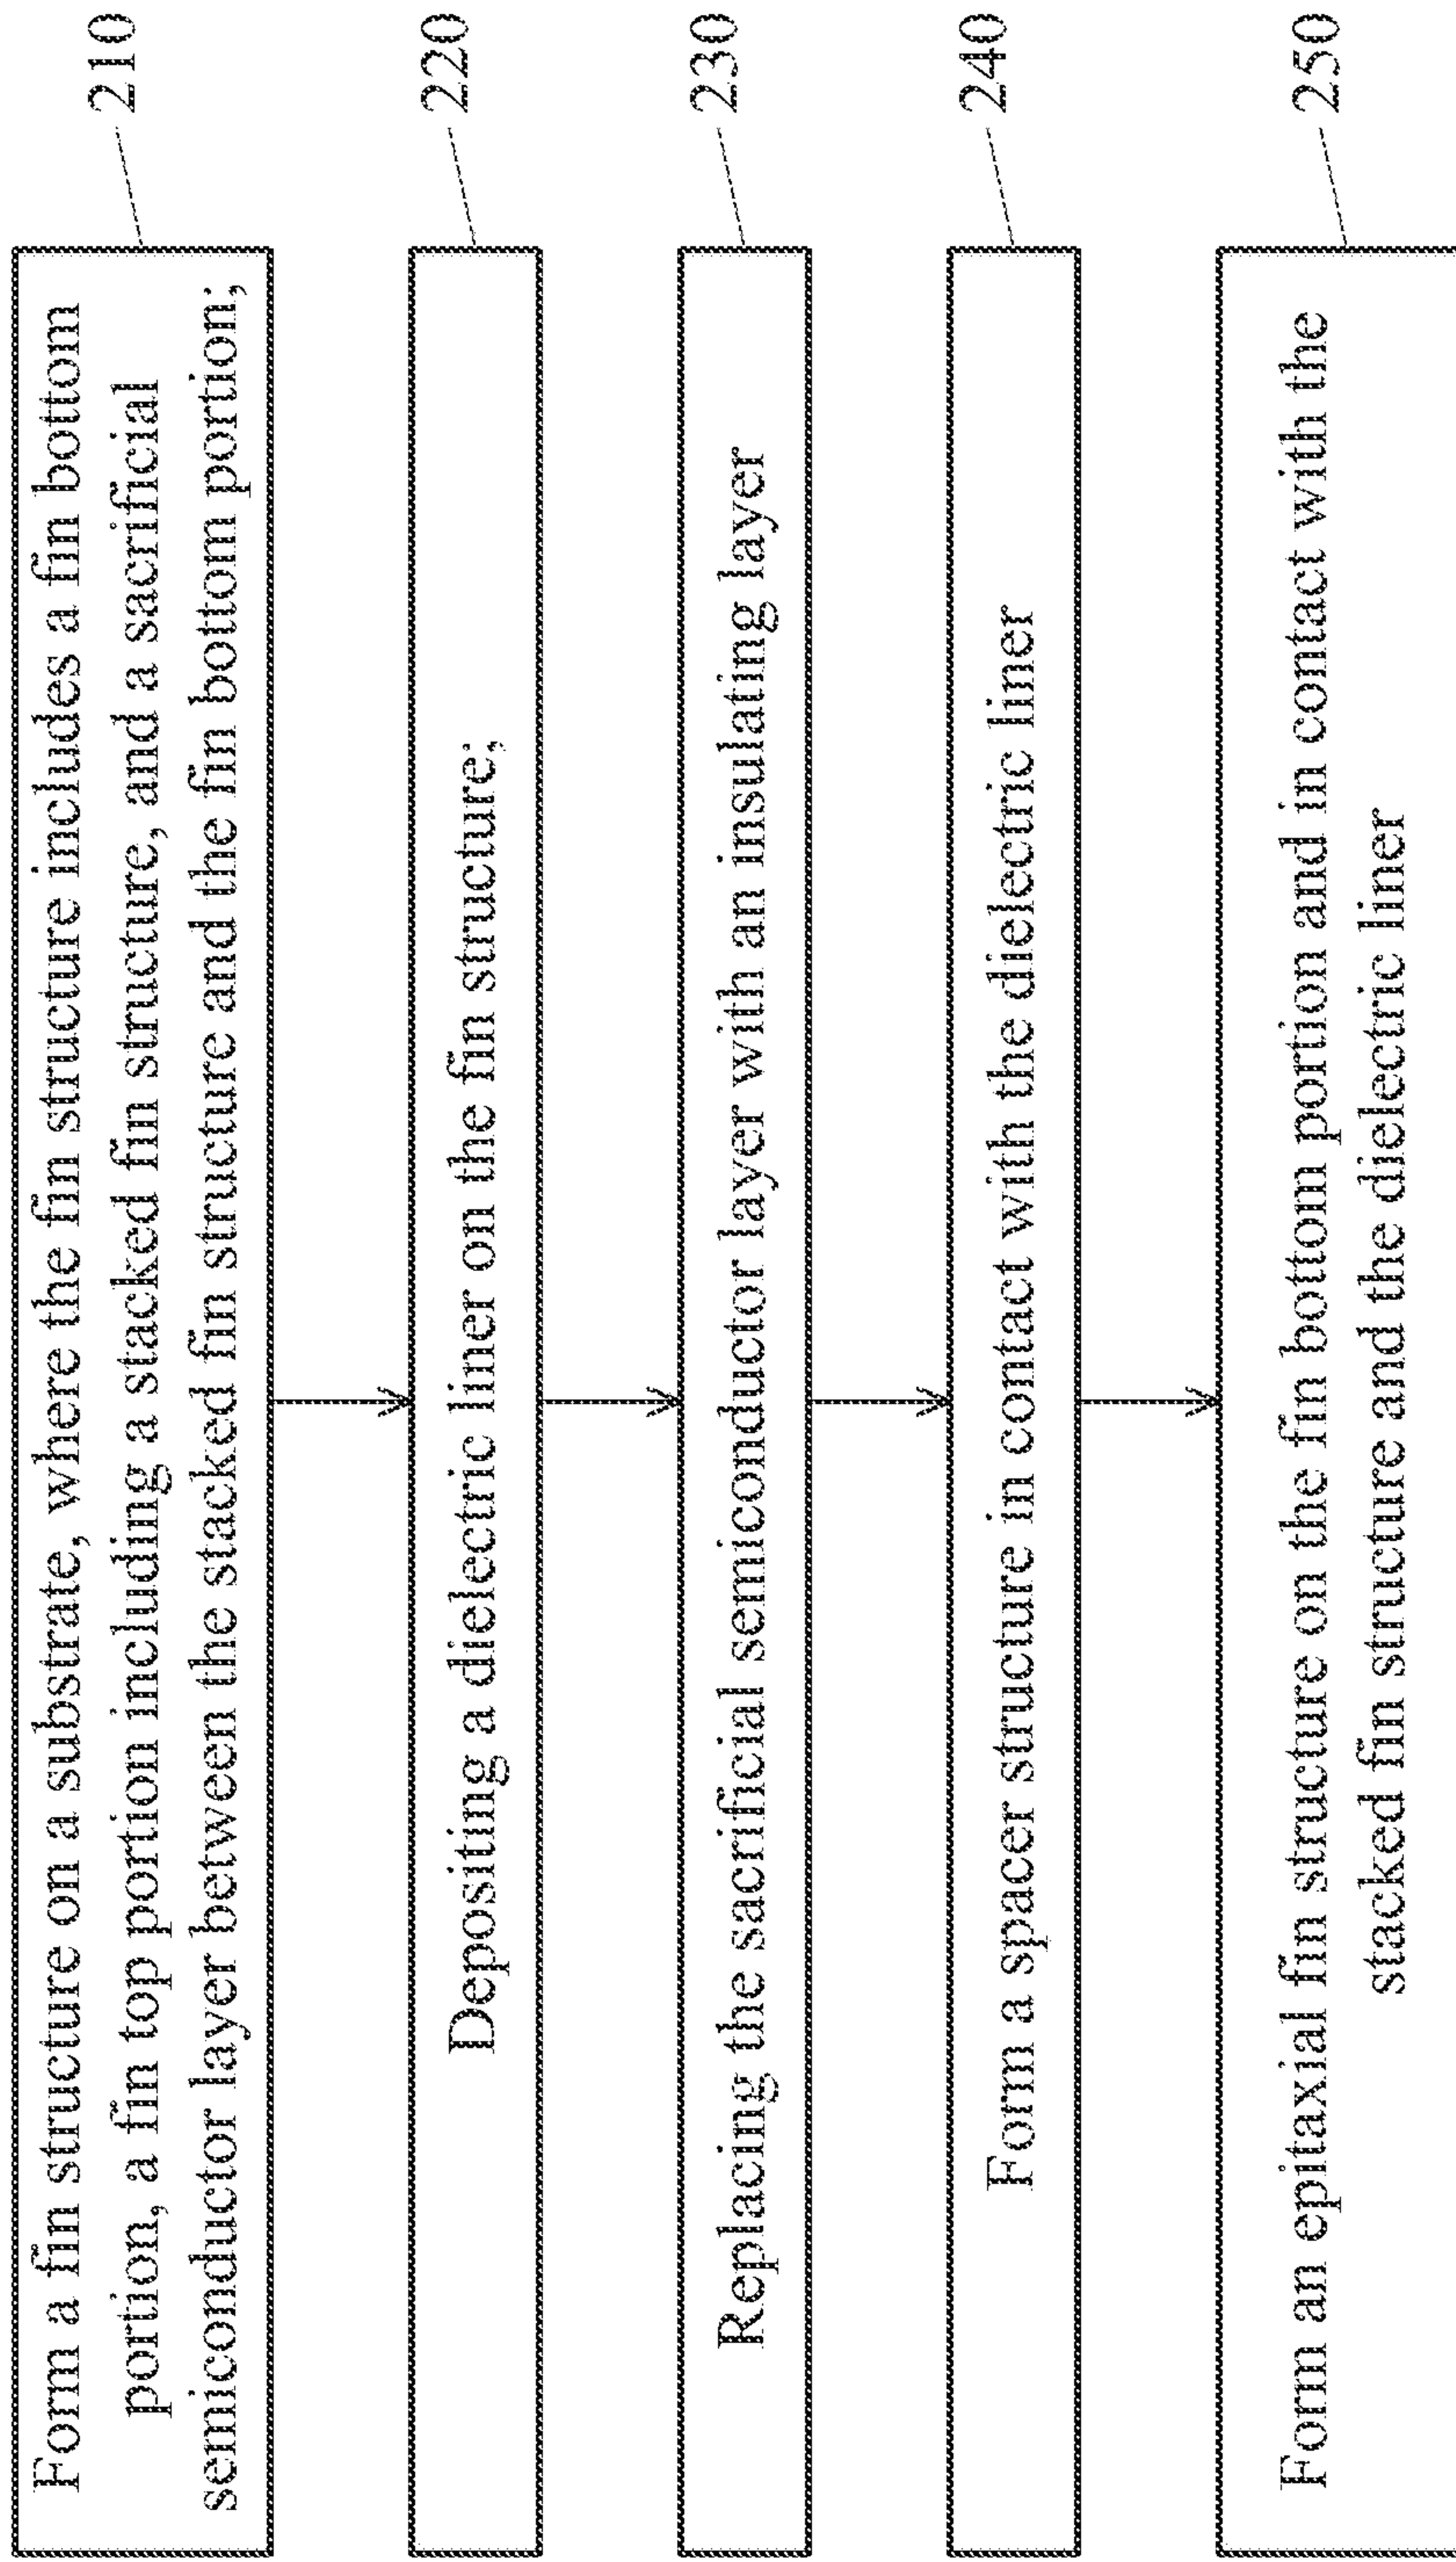 Form a fin structure on a substrate, where the fin structure includes a fin bottom
portion, a fin top portion including a stacked fin structure, and a sacrificial
semiconductor layer between the stacked fin structure and the fin bottom portion;
210
Depositing a dielectric liner on the fin structure;
220
Replacing the sacrificial semiconductor layer with an insulating layer
230
Form a spacer structure in contact with the dielectric liner
240
Form an epitaxial fin structure on the fin bottom portion and in contact with the
stacked fin structure and the dielectric liner
250